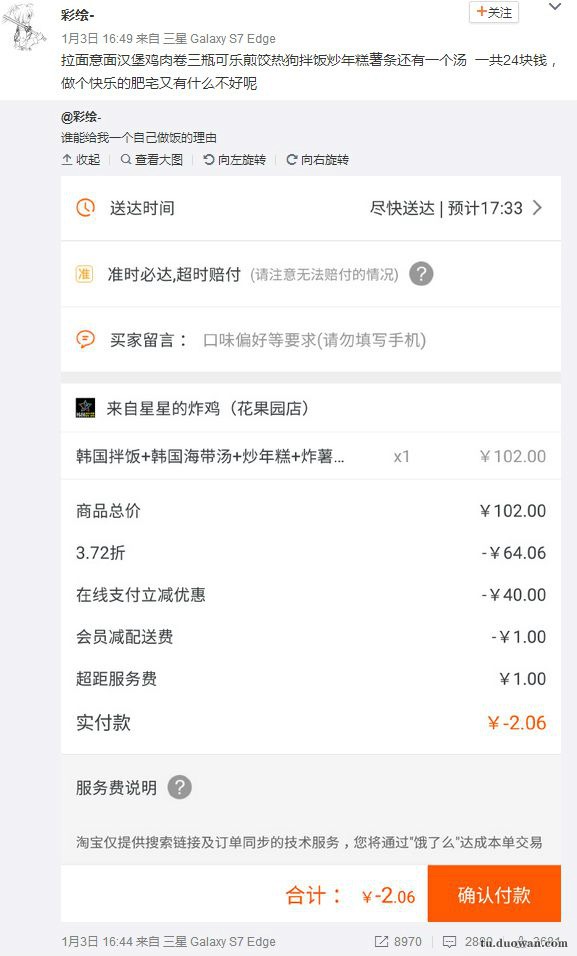 彩绘-
+关注
1月3日 16:49 来自 三星 Galaxy S7 Edge
拉面意面汉堡鸡肉卷三瓶可乐煎饺热狗拌饭炒年糕薯条还有一个汤 一共24块钱，
做个快乐的肥宅又有什么不好呢
@彩绘-
谁能给我一个自己做饭的理由
收起 查看大图 向左旋转 向右旋转
送达时间 尽快送达 | 预计17:33
准 准时必达,超时赔付 (请注意无法赔付的情况) ?
买家留言： 口味偏好等要求(请勿填写手机)
来自星星的炸鸡（花果园店）
韩国拌饭+韩国海带汤+炒年糕+炸薯... x1 ￥102.00
商品总价 ￥102.00
3.72折 -￥64.06
在线支付立减优惠 -￥40.00
会员减配送费 -￥1.00
超距服务费 ￥1.00
实付款 ￥-2.06
服务费说明 ?
淘宝仅提供搜索链接及订单同步的技术服务，您将通过"饿了么"达成本单交易
合计： ￥-2.06 确认付款
1月3日 16:44 来自 三星 Galaxy S7 Edge 8970
tu.duowan.com